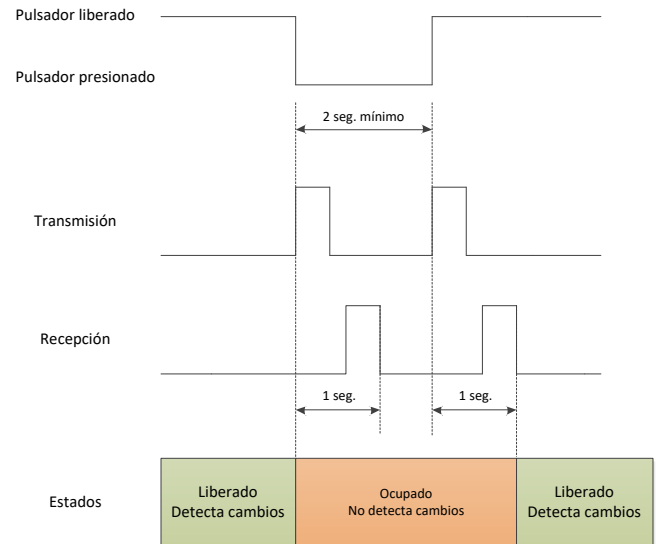 Pulsador liberado
Pulsador presionado
2 seg. mínimo
Transmisión
Recepción
1 seg.
1 seg.
Estados
Liberado
Detecta cambios
Ocupado
No detecta cambios
Liberado
Detecta cambios